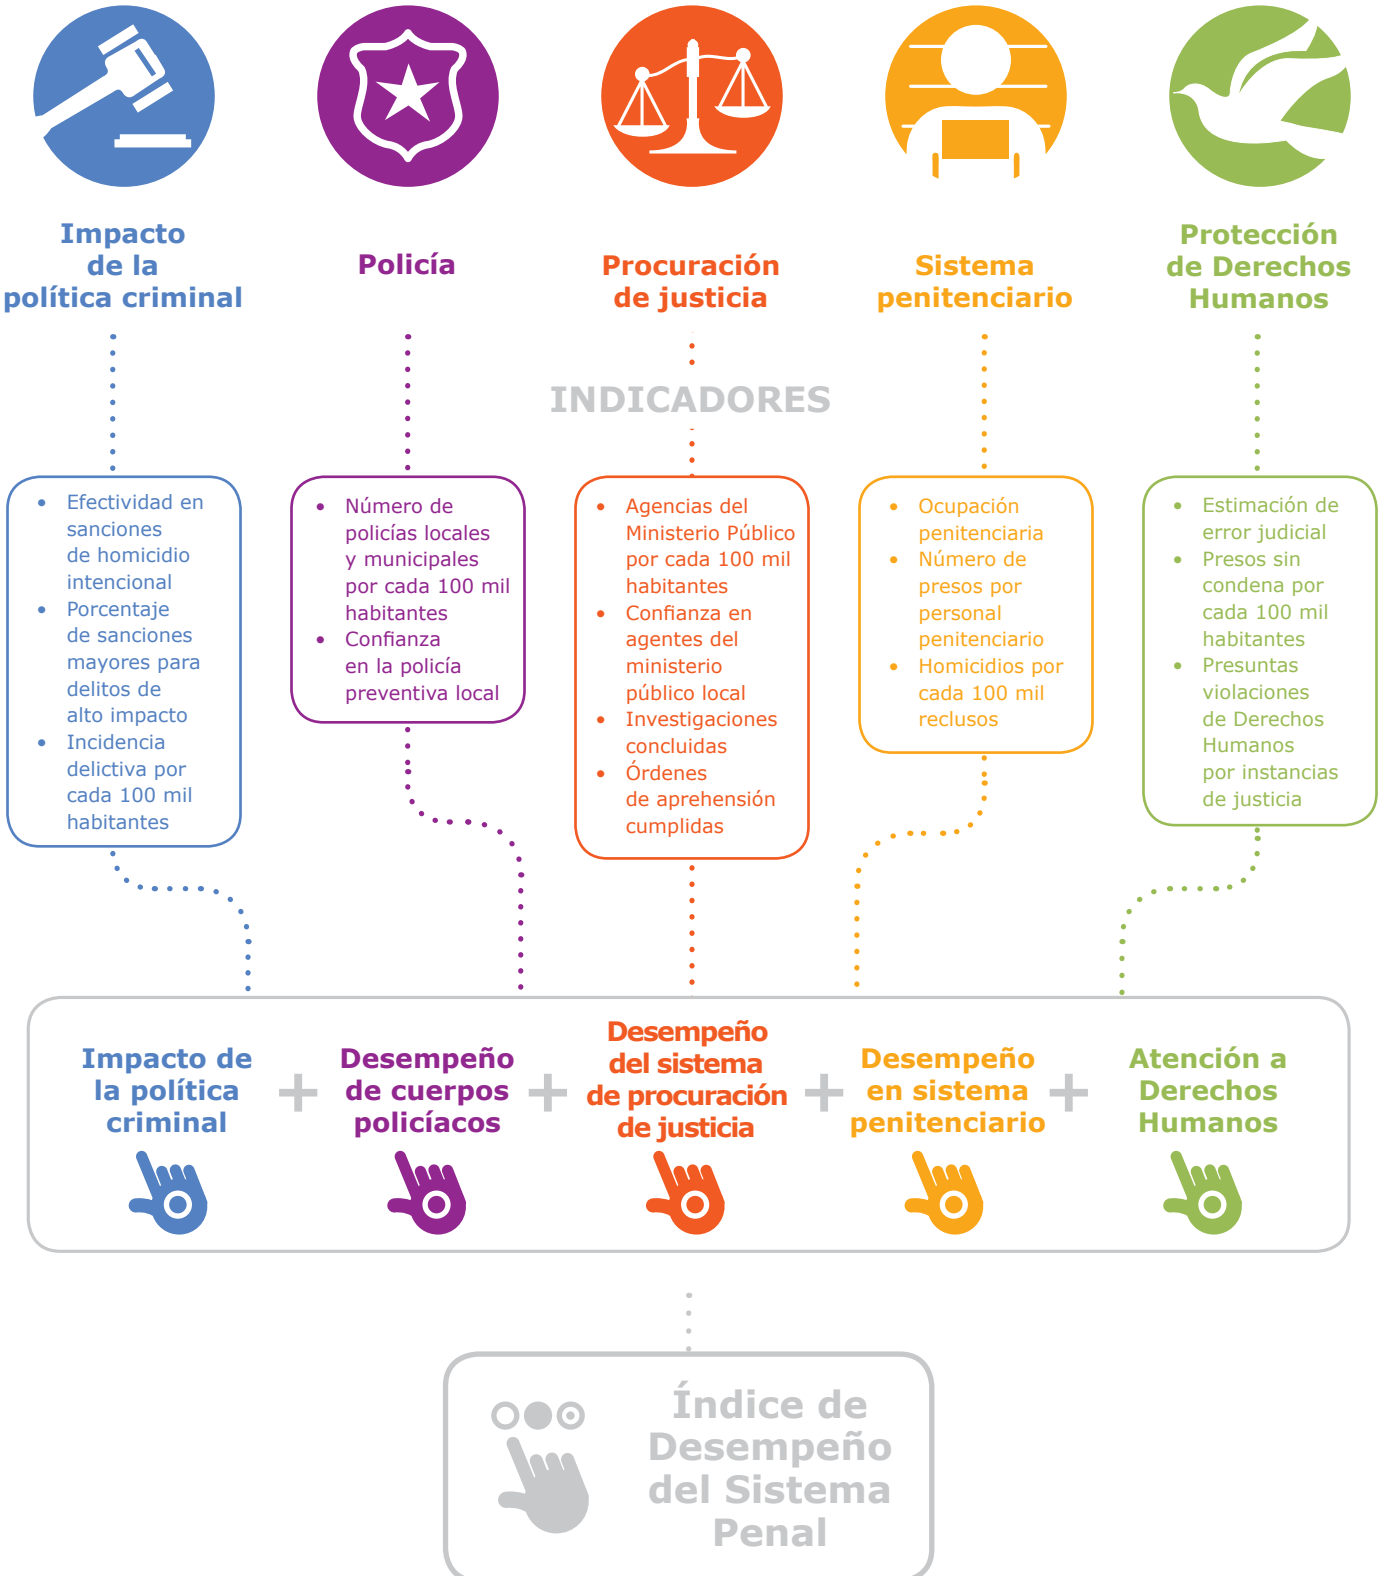 Impacto
de la
política criminal
Policía
Procuración
de justicia
Sistema
penitenciario
Protección
de Derechos
Humanos
INDICADORES
• Efectividad en
sanciones
de homicidio
intencional
• Porcentaje
de sanciones
mayores para
delitos de
alto impacto
• Incidencia
delictiva por
cada 100 mil
habitantes
• Número de
policías locales
y municipales
por cada 100 mil
habitantes
• Confianza
en la policía
preventiva local
• Agencias del
Ministerio Público
por cada 100 mil
habitantes
• Confianza en
agentes del
ministerio
público local
• Investigaciones
concluidas
• Órdenes
de aprehensión
cumplidas
• Ocupación
penitenciaria
• Número de
presos por
personal
penitenciario
• Homicidios por
cada 100 mil
reclusos
• Estimación de
error judicial
• Presos sin
condena por
cada 100 mil
habitantes
• Presuntas
violaciones
de Derechos
Humanos
por instancias
de justicia
Impacto de
la política
criminal
+
Desempeño
de cuerpos
policíacos
+
Desempeño
del sistema
de procuración
de justicia
+
Desempeño
en sistema
penitenciario
+
Atención a
Derechos
Humanos
Índice de
Desempeño
del Sistema
Penal